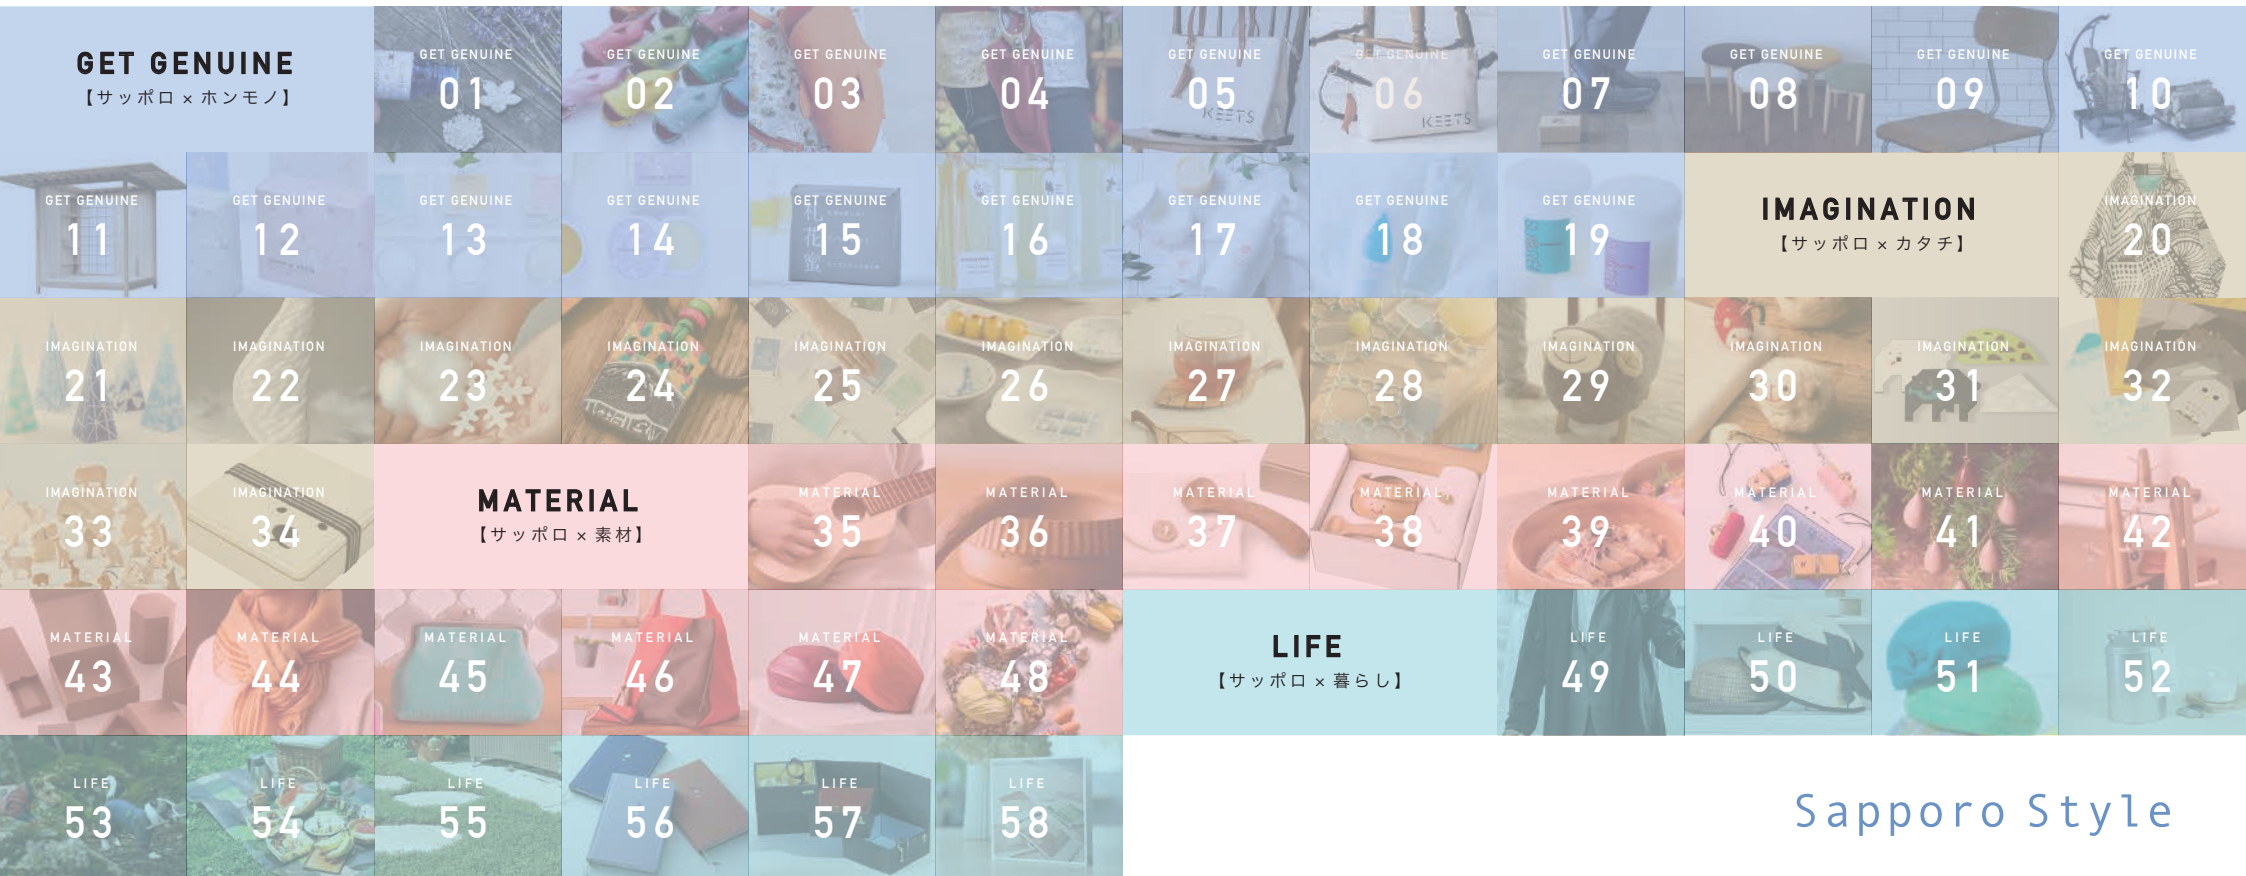 GET GENUINE
【サッポロ × ホンモノ】
GET GENUINE
01
GET GENUINE
02
GET GENUINE
03
GET GENUINE
04
GET GENUINE
05
KEETS
GET GENUINE
06
KEETS
GET GENUINE
07
GET GENUINE
08
GET GENUINE
09
GET GENUINE
10
GET GENUINE
11
GET GENUINE
12
GET GENUINE
13
GET GENUINE
14
GET GENUINE
15
GET GENUINE
16
GET GENUINE
17
GET GENUINE
18
GET GENUINE
19
IMAGINATION
【サッポロ × カタチ】
IMAGINATION
20
IMAGINATION
21
IMAGINATION
22
IMAGINATION
23
IMAGINATION
24
IMAGINATION
25
IMAGINATION
26
IMAGINATION
27
IMAGINATION
28
IMAGINATION
29
IMAGINATION
30
IMAGINATION
31
IMAGINATION
32
IMAGINATION
33
IMAGINATION
34
MATERIAL
【サッポロ × 素材】
MATERIAL
35
MATERIAL
36
MATERIAL
37
MATERIAL
38
MATERIAL
39
MATERIAL
40
MATERIAL
41
MATERIAL
42
MATERIAL
43
MATERIAL
44
MATERIAL
45
MATERIAL
46
MATERIAL
47
MATERIAL
48
LIFE
【サッポロ × 暮らし】
LIFE
49
LIFE
50
LIFE
51
LIFE
52
LIFE
53
LIFE
54
LIFE
55
LIFE
56
LIFE
57
LIFE
58
Sapporo Style